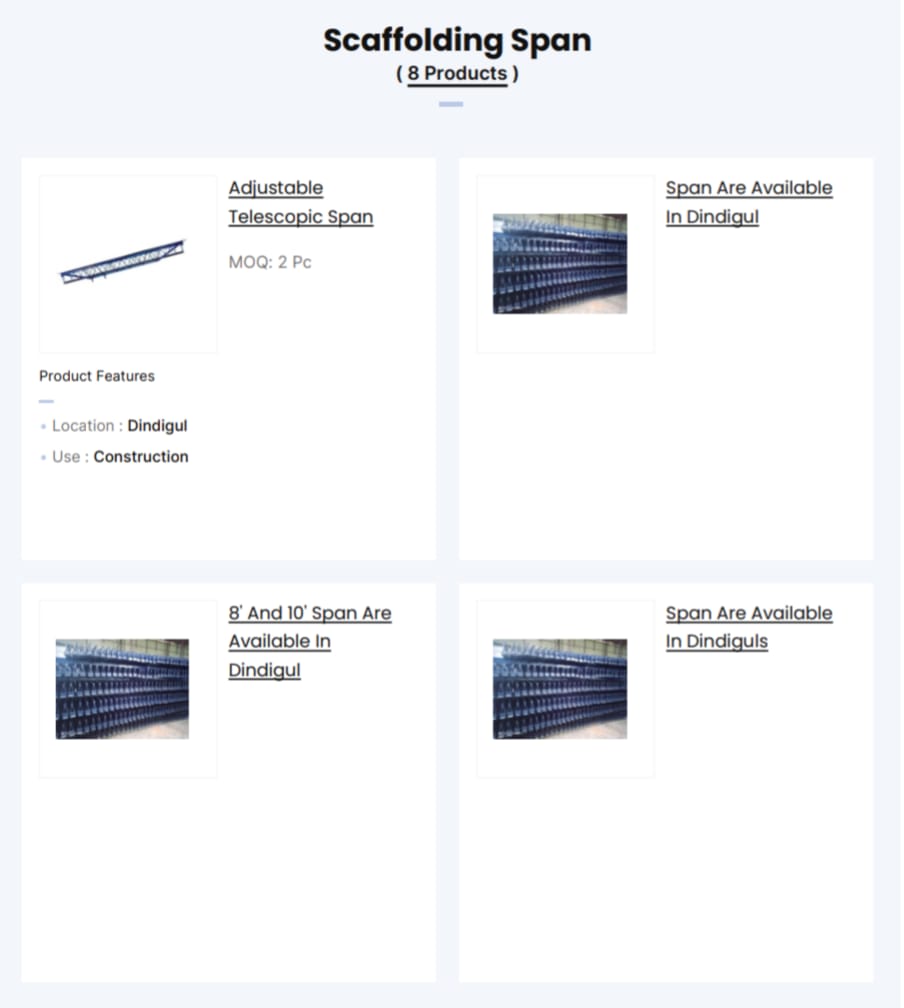 Scaffolding Span
( 8 Products )
Adjustable
Telescopic Span
MOQ: 2 Pc
Product Features
Location : Dindigul
Use : Construction
Span Are Available
In Dindigul
8' And 10' Span Are
Available In
Dindigul
Span Are Available
In Dindiguls